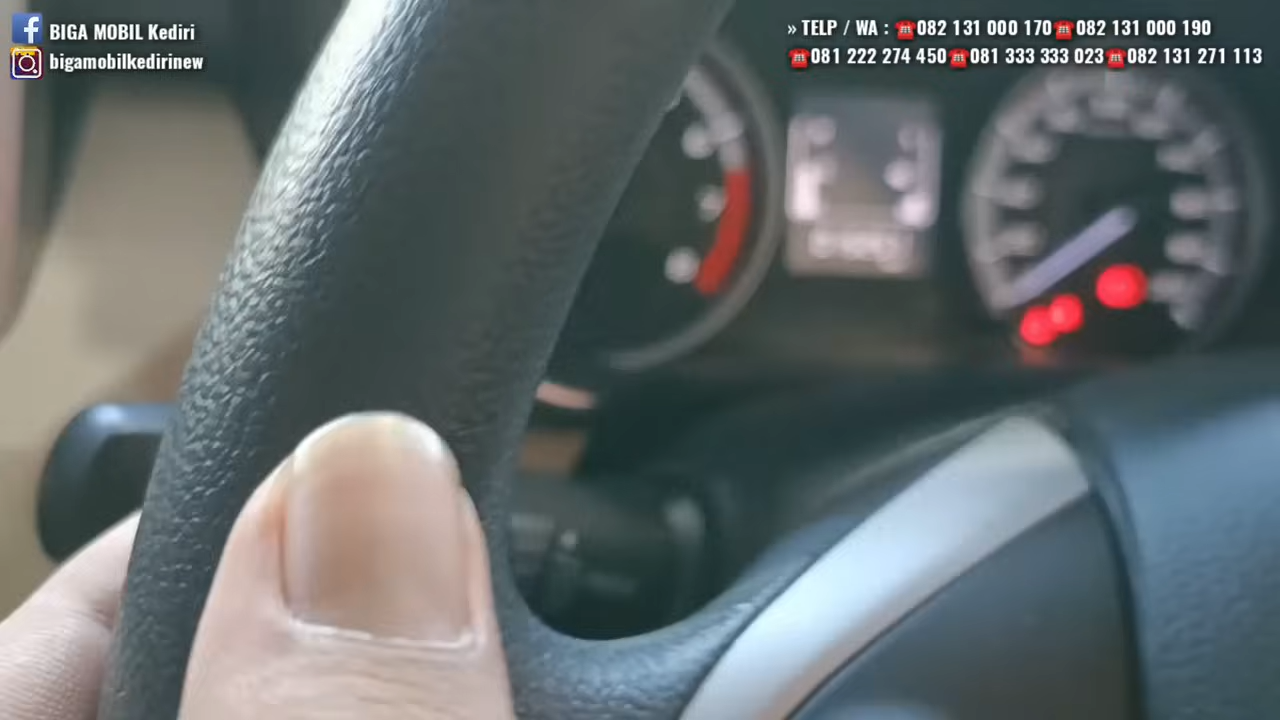 BIGA MOBIL Kediri
bigamobilkedirinew
» TELP / WA : ☎082 131 000 170☎082 131 000 190
☎081 222 274 450☎081 333 333 023☎082 131 271 113